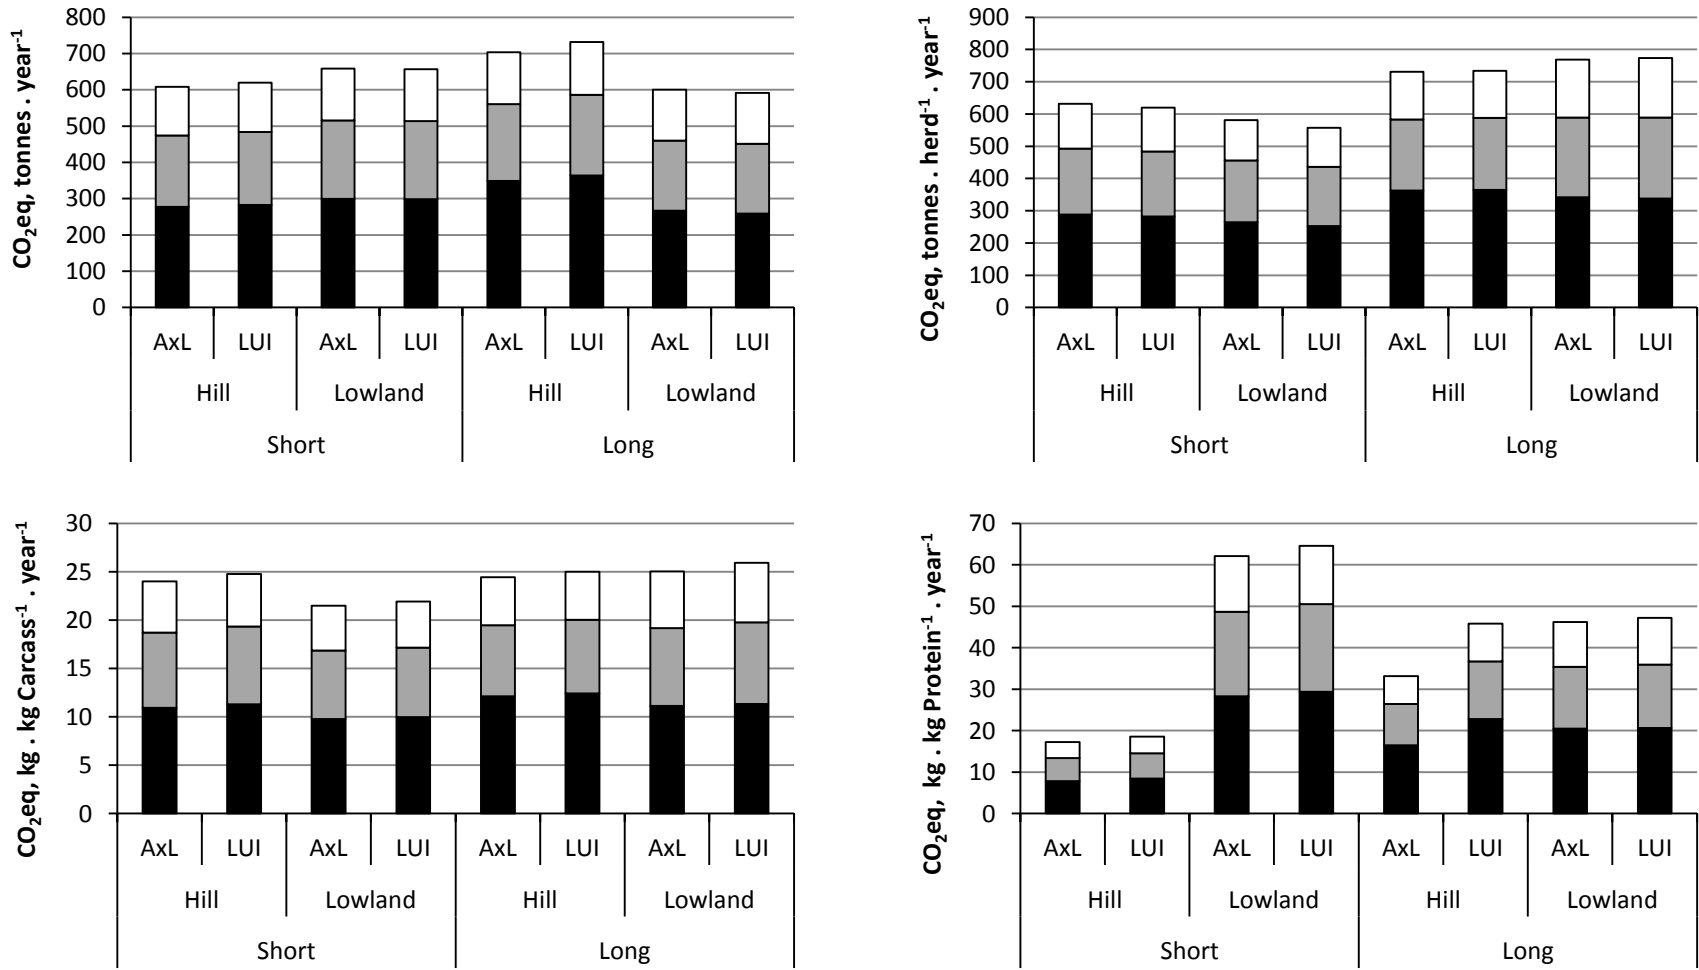 CO₂eq, tonnes . year⁻¹
800
700
600
500
400
300
200
100
0
AxL LUI AxL LUI AxL LUI AxL LUI
Hill Lowland Hill Lowland
Short Long
CO₂eq, tonnes . herd⁻¹ . year⁻¹
900
800
700
600
500
400
300
200
100
0
AxL LUI AxL LUI AxL LUI AxL LUI
Hill Lowland Hill Lowland
Short Long
CO₂eq, kg . kg Carcass⁻¹ . year⁻¹
30
25
20
15
10
5
0
AxL LUI AxL LUI AxL LUI AxL LUI
Hill Lowland Hill Lowland
Short Long
CO₂eq, kg . kg Protein⁻¹ . year⁻¹
70
60
50
40
30
20
10
0
AxL LUI AxL LUI AxL LUI AxL LUI
Hill Lowland Hill Lowland
Short Long